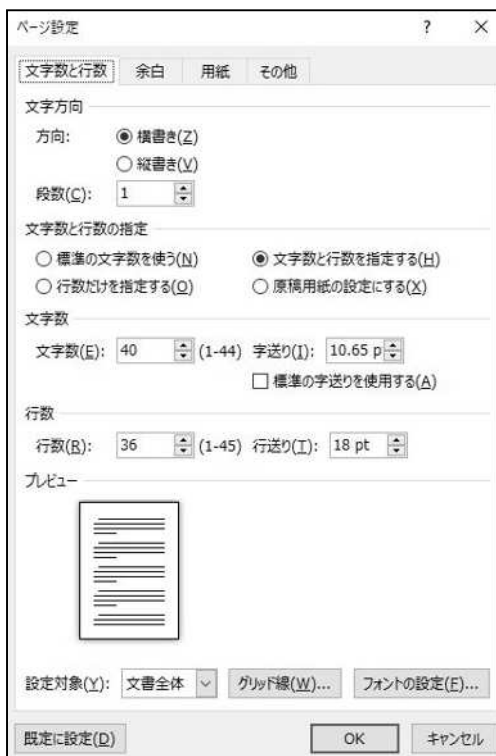 ページ設定 ? ×
文字数と行数 余白 用紙 その他
文字方向
方向: 横書き(Z)
縦書き(V)
段数(C): 1
文字数と行数の指定
標準の文字数を使う(N) 文字数と行数を指定する(H)
行数だけを指定する(O) 原稿用紙の設定にする(X)
文字数
文字数(E): 40 (1-44) 字送り(I): 10.65 p
標準の字送りを使用する(A)
行数
行数(R): 36 (1-45) 行送り(T): 18 pt
プレビュー
設定対象(Y): 文書全体 グリッド線(W)... フォントの設定(F)...
既定に設定(D) OK キャンセル